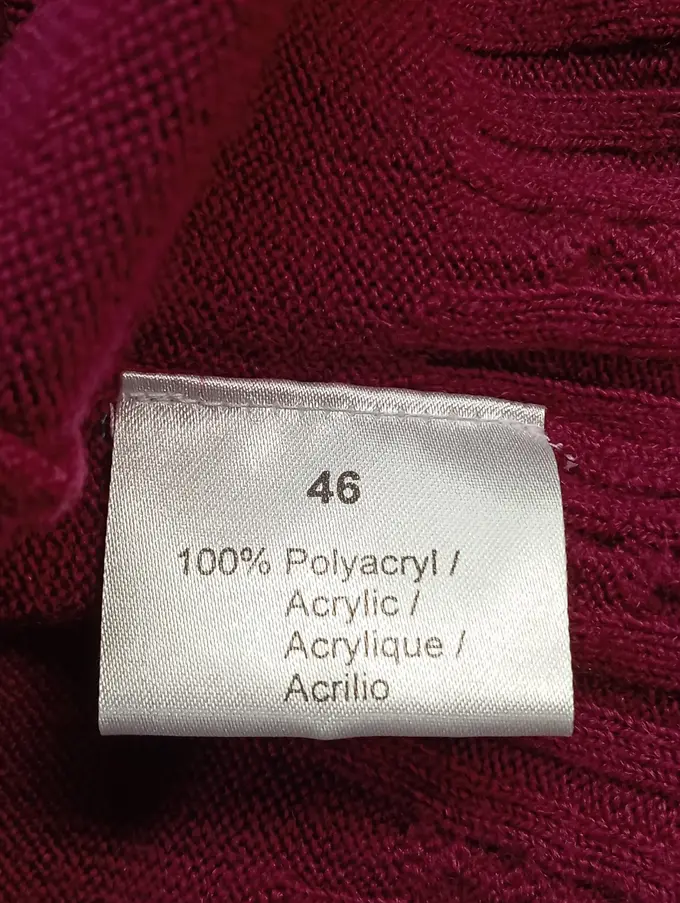 46
100% Polyacryl /
Acrylic /
Acrylique /
Acrilio